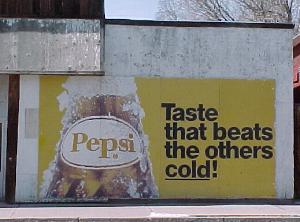 Pepsi
Taste
that beats
the others
cold!